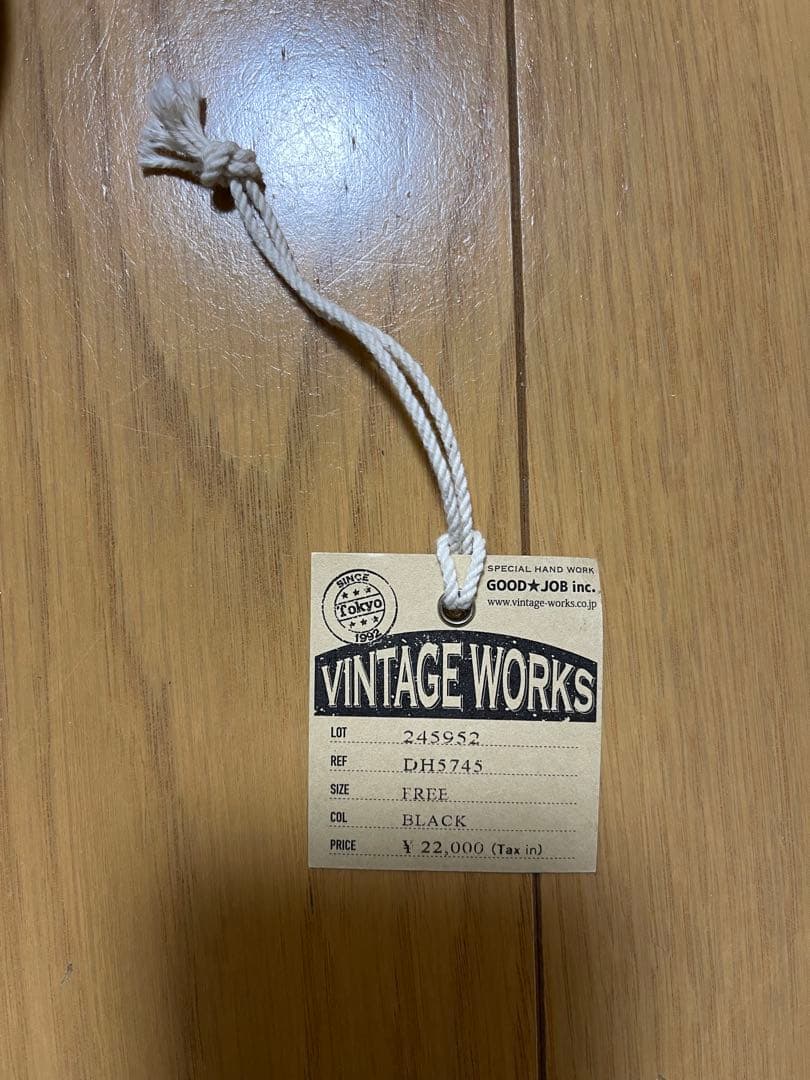 SPECIAL HAND WORK
GOOD★JOB inc.
www.vintage-works.co.jp
SINCE
Tokyo
1992
VINTAGE WORKS
LOT 245952
REF DH5745
SIZE FREE
COL BLACK
PRICE ¥ 22,000 (Tax in)